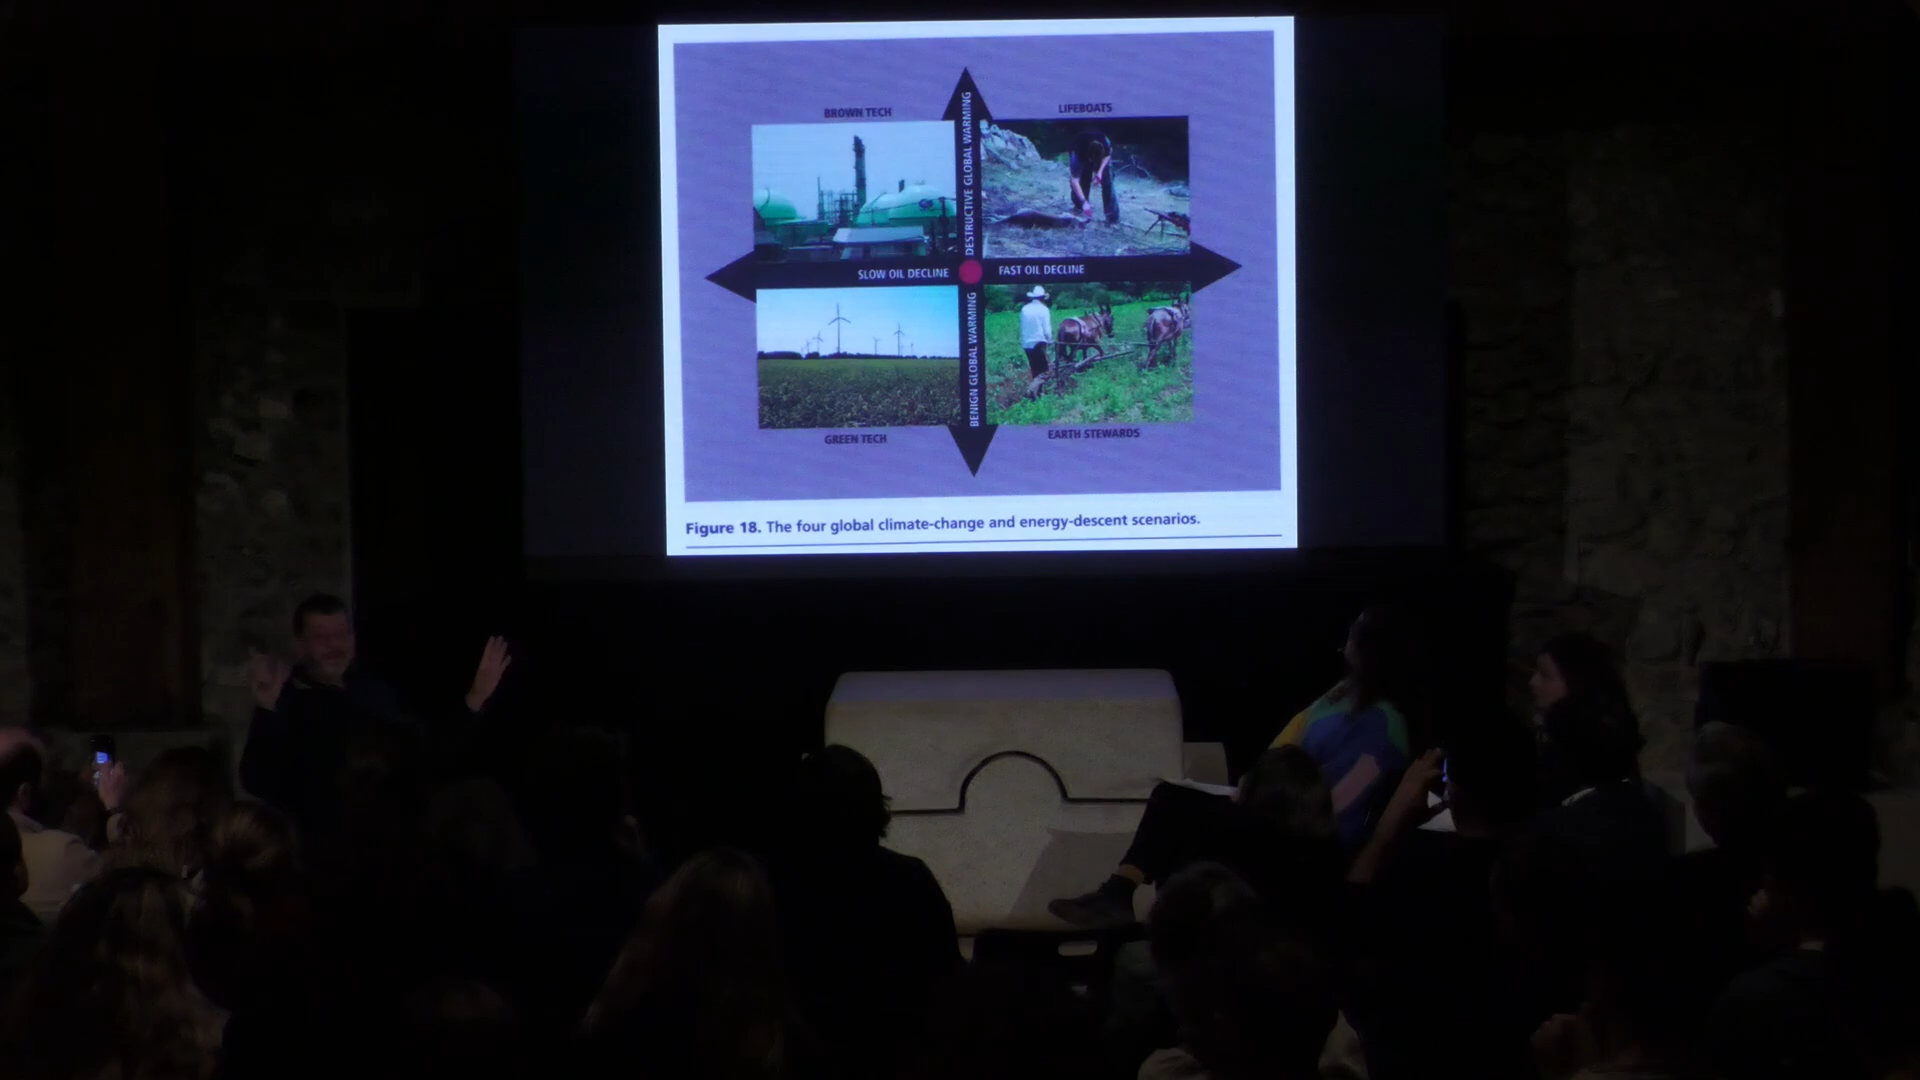 BROWN TECH
LIFEBOATS
DESTRUCTIVE GLOBAL WARMING
SLOW OIL DECLINE
FAST OIL DECLINE
BENIGN GLOBAL WARMING
GREEN TECH
EARTH STEWARDS
Figure 18. The four global climate-change and energy-descent scenarios.